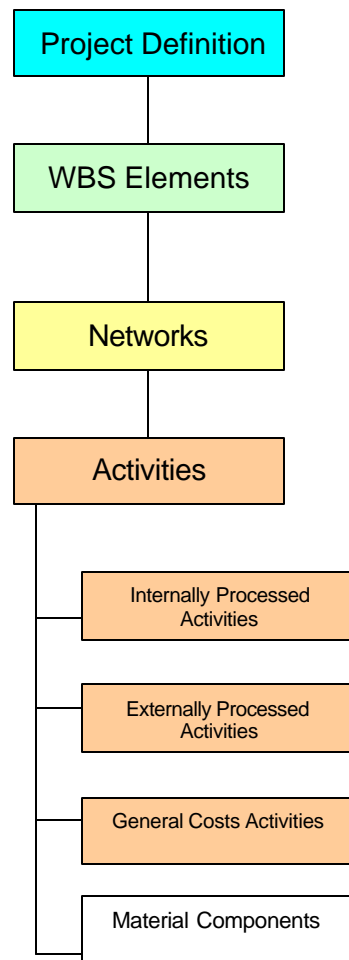 Project Definition
WBS Elements
Networks
Activities
Internally Processed
Activities
Externally Processed
Activities
General Costs Activities
Material Components